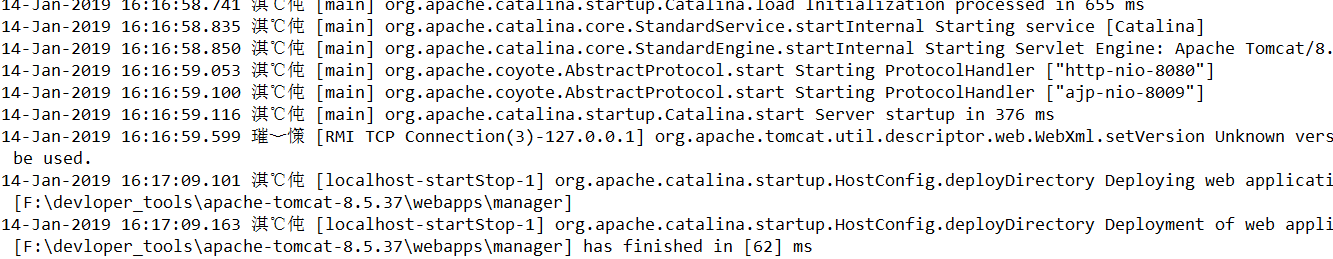 14-Jan-2019 16:16:58.741 淇℃伅 [main] org.apache.catalina.startup.Catalina.load Initialization processed in 655 ms
14-Jan-2019 16:16:58.835 淇℃伅 [main] org.apache.catalina.core.StandardService.startInternal Starting service [Catalina]
14-Jan-2019 16:16:58.850 淇℃伅 [main] org.apache.catalina.core.StandardEngine.startInternal Starting Servlet Engine: Apache Tomcat/8.
14-Jan-2019 16:16:59.053 淇℃伅 [main] org.apache.coyote.AbstractProtocol.start Starting ProtocolHandler ["http-nio-8080"]
14-Jan-2019 16:16:59.100 淇℃伅 [main] org.apache.coyote.AbstractProtocol.start Starting ProtocolHandler ["ajp-nio-8009"]
14-Jan-2019 16:16:59.116 淇℃伅 [main] org.apache.catalina.startup.Catalina.start Server startup in 376 ms
14-Jan-2019 16:16:59.599 璀﹀憡 [RMI TCP Connection(3)-127.0.0.1] org.apache.tomcat.util.descriptor.web.WebXml.setVersion Unknown vers
be used.
14-Jan-2019 16:17:09.101 淇℃伅 [localhost-startStop-1] org.apache.catalina.startup.HostConfig.deployDirectory Deploying web applicati
[F:\devloper_tools\apache-tomcat-8.5.37\webapps\manager]
14-Jan-2019 16:17:09.163 淇℃伅 [localhost-startStop-1] org.apache.catalina.startup.HostConfig.deployDirectory Deployment of web appli
[F:\devloper_tools\apache-tomcat-8.5.37\webapps\manager] has finished in [62] ms